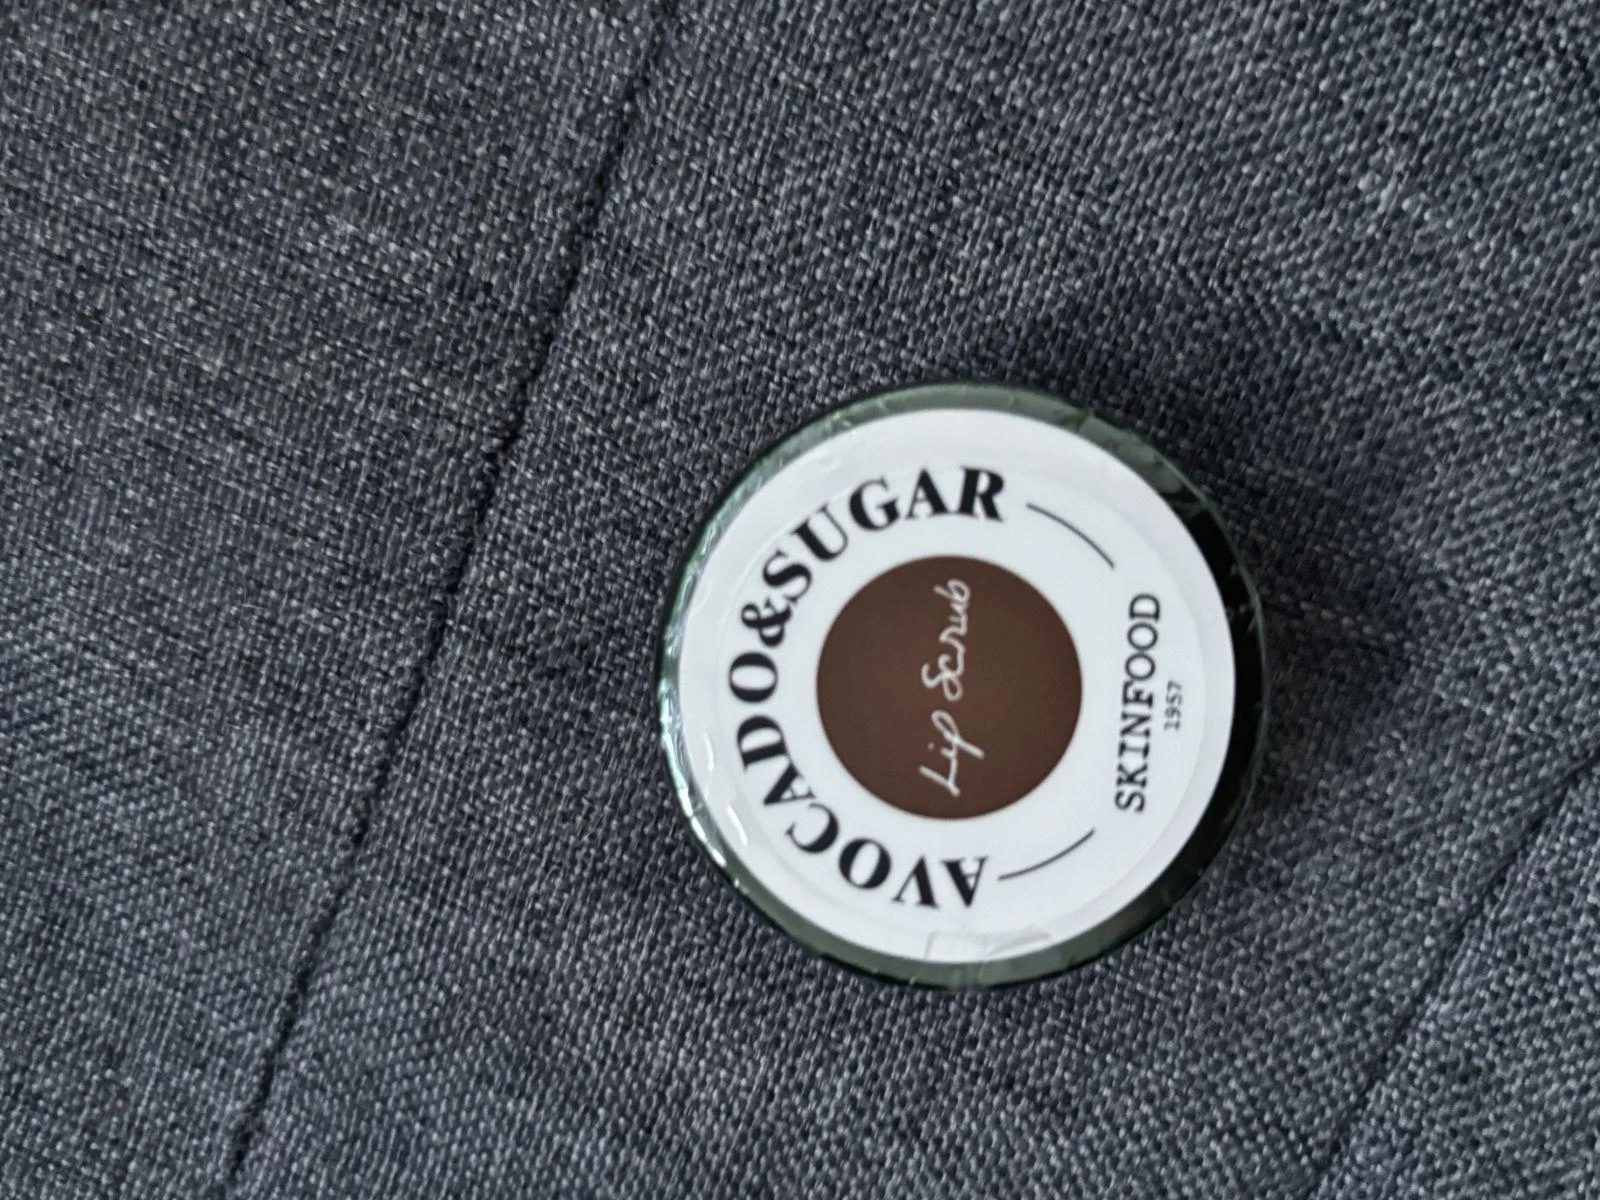 AVOCADO&SUGAR
Lip Scrub
SKINFOOD
1957